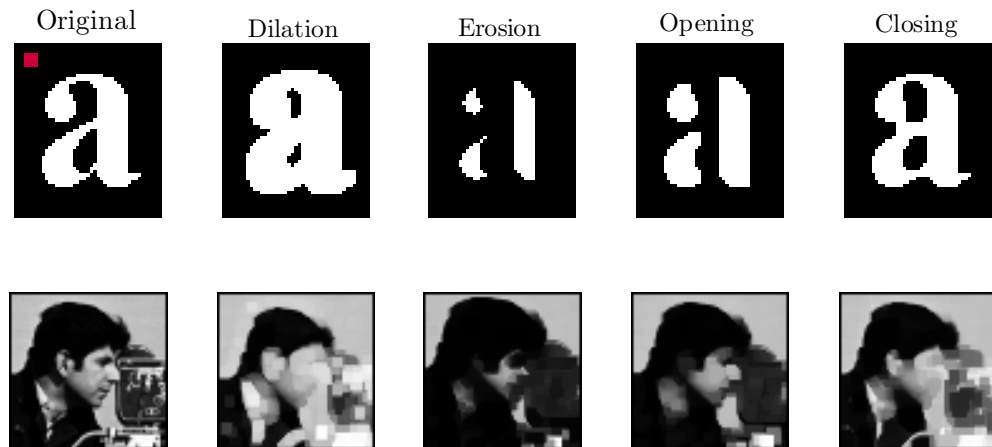 Original
Dilation
Erosion
Opening
Closing
a
a
a
a
a